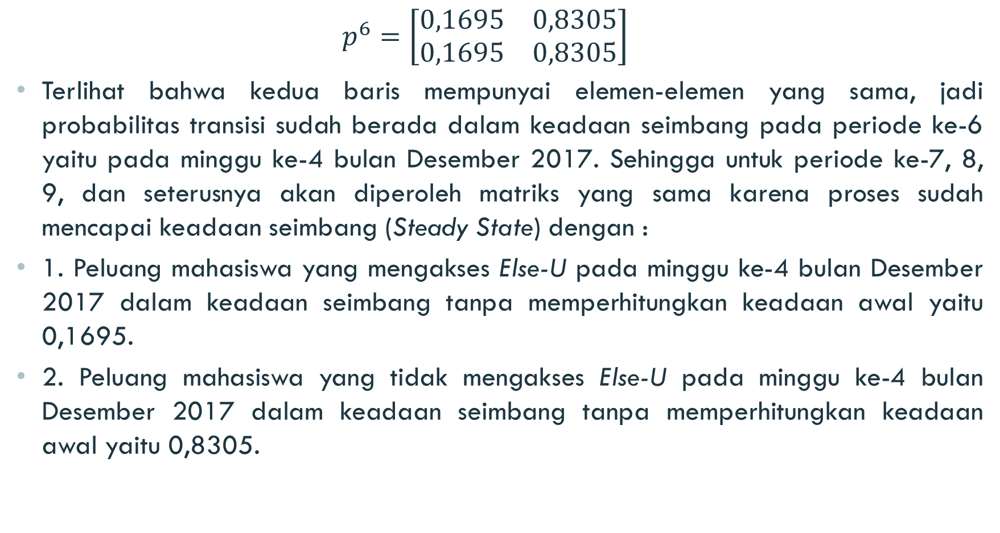 p⁶ = [0,1695 0,8305
0,1695 0,8305]
• Terlihat bahwa kedua baris mempunyai elemen-elemen yang sama, jadi
probabilitas transisi sudah berada dalam keadaan seimbang pada periode ke-6
yaitu pada minggu ke-4 bulan Desember 2017. Sehingga untuk periode ke-7, 8,
9, dan seterusnya akan diperoleh matriks yang sama karena proses sudah
mencapai keadaan seimbang (Steady State) dengan :
• 1. Peluang mahasiswa yang mengakses Else-U pada minggu ke-4 bulan Desember
2017 dalam keadaan seimbang tanpa memperhitungkan keadaan awal yaitu
0,1695.
• 2. Peluang mahasiswa yang tidak mengakses Else-U pada minggu ke-4 bulan
Desember 2017 dalam keadaan seimbang tanpa memperhitungkan keadaan
awal yaitu 0,8305.